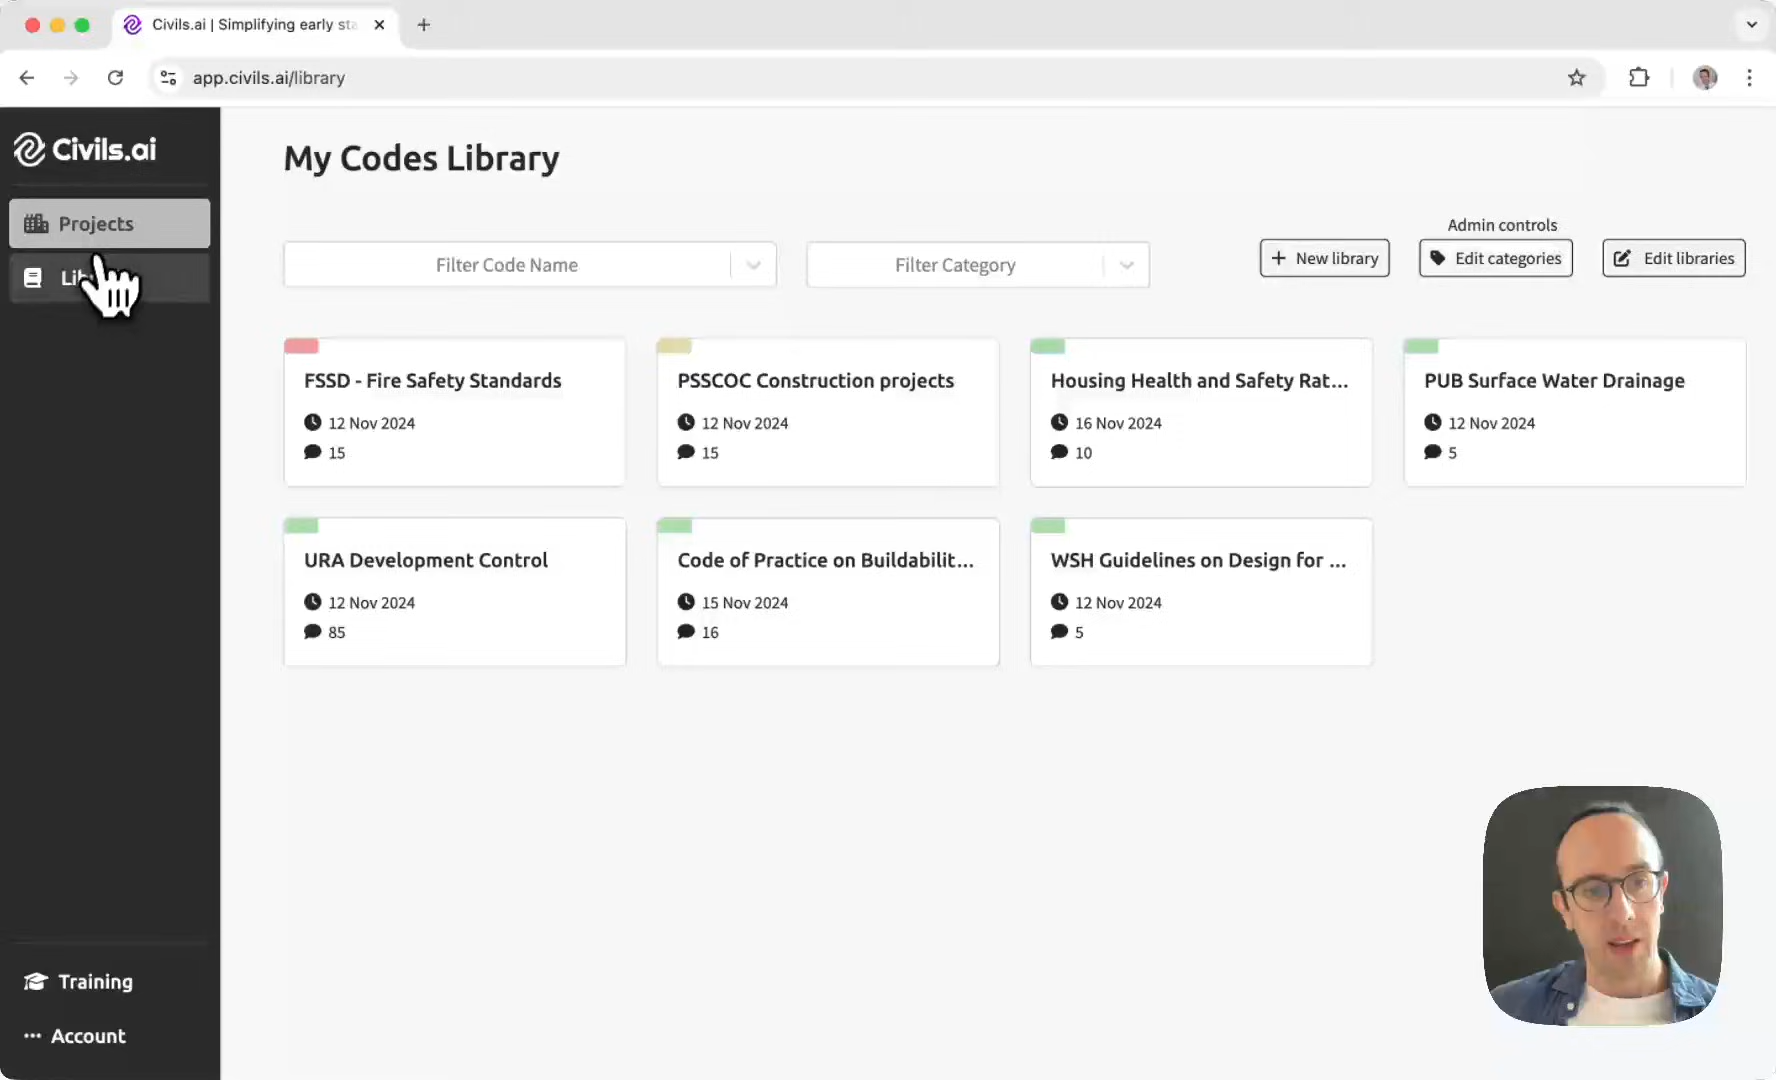 Civils.ai | Simplifying early sta
app.civils.ai/library
Civils.ai
Projects
My Codes Library
Filter Code Name
Filter Category
Admin controls
New library
Edit categories
Edit libraries
FSSD - Fire Safety Standards
12 Nov 2024
15
PSSCOC Construction projects
12 Nov 2024
15
Housing Health and Safety Rat...
16 Nov 2024
10
PUB Surface Water Drainage
12 Nov 2024
5
URA Development Control
12 Nov 2024
85
Code of Practice on Buildabilit...
15 Nov 2024
16
WSH Guidelines on Design for ...
12 Nov 2024
5
Training
Account